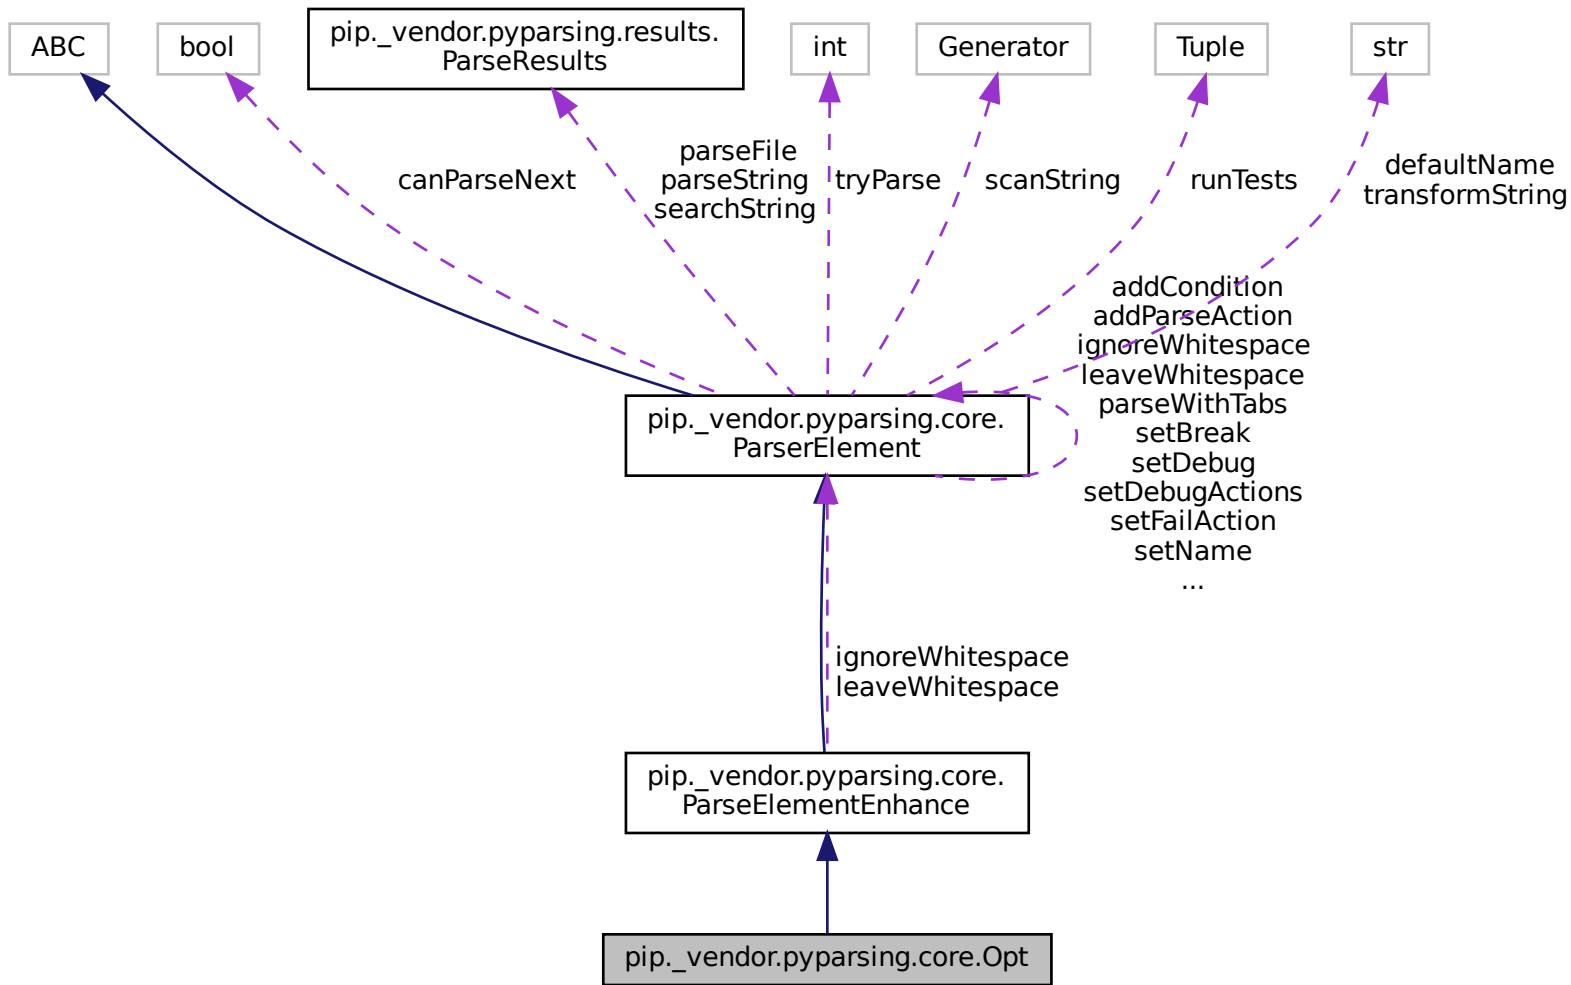 ABC
bool
pip._vendor.pyparsing.results.
ParseResults
int
Generator
Tuple
str
canParseNext
parseFile
parseString
searchString
tryParse
scanString
runTests
defaultName
transformString
addCondition
addParseAction
ignoreWhitespace
leaveWhitespace
parseWithTabs
setBreak
setDebug
setDebugActions
setFailAction
setName
...
pip._vendor.pyparsing.core.
ParserElement
ignoreWhitespace
leaveWhitespace
pip._vendor.pyparsing.core.
ParseElementEnhance
pip._vendor.pyparsing.core.Opt